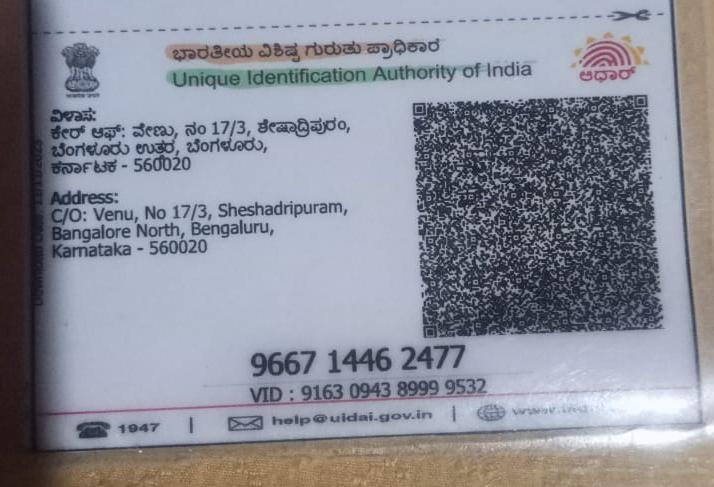 ಭಾರತೀಯ ವಿಶಿಷ್ಟ ಗುರುತು ಪ್ರಾಧಿಕಾರ
Unique Identification Authority of India
ಆಧಾರ್
ವಿಳಾಸ:
ಕೇರ್ ಆಫ್: ವೇಣು, ನಂ 17/3, ಶೇಷಾದ್ರಿಪುರಂ,
ಬೆಂಗಳೂರು ಉತ್ತರ, ಬೆಂಗಳೂರು,
ಕರ್ನಾಟಕ - 560020
Address:
C/O: Venu, No 17/3, Sheshadripuram,
Bangalore North, Bengaluru,
Karnataka - 560020
9667 1446 2477
VID : 9163 0943 8999 9532
1947 | help@uidai.gov.in |